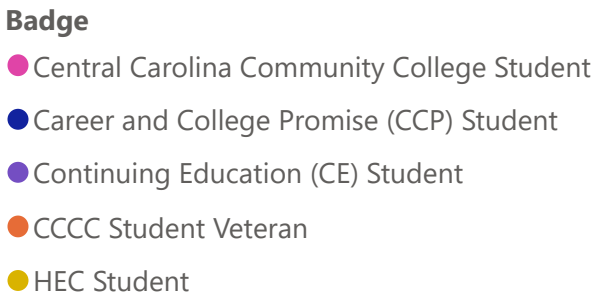 Badge
Central Carolina Community College Student
Career and College Promise (CCP) Student
Continuing Education (CE) Student
CCCC Student Veteran
HEC Student